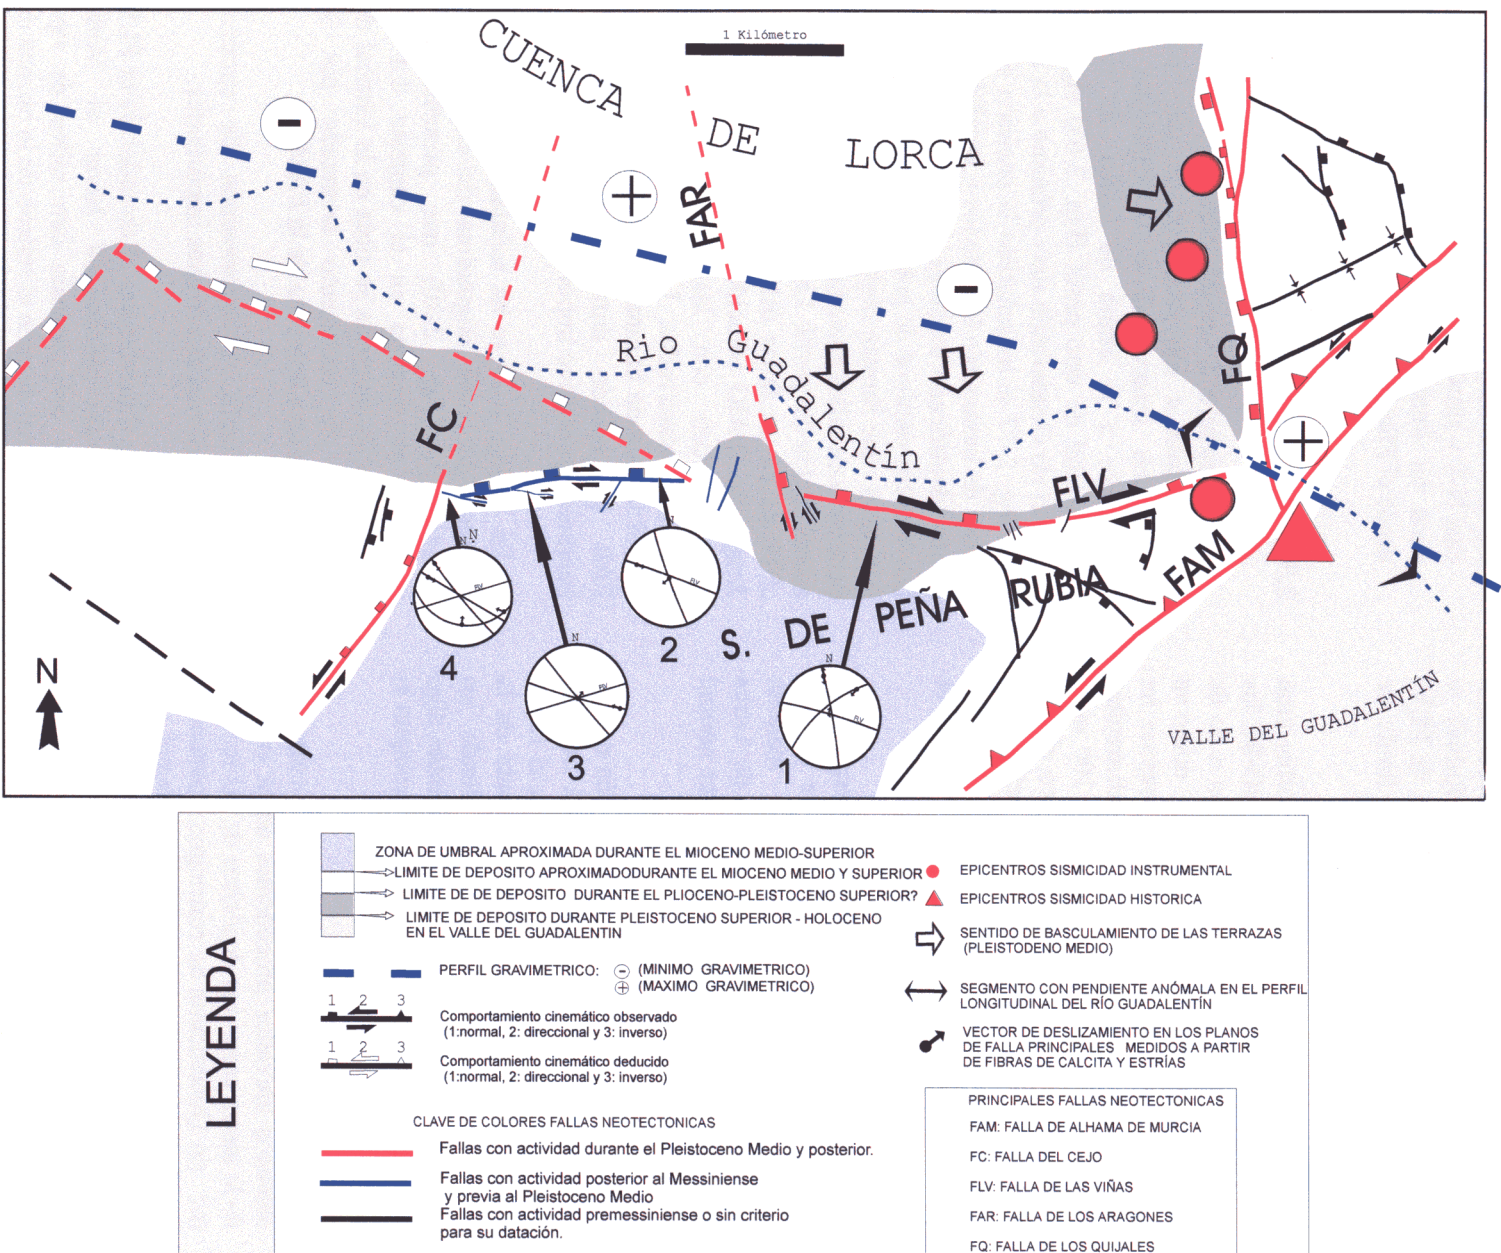 1 Kilómetro
CUENCA
DE
LORCA
FAR
Rio Guadalentín
FC
FQ
FLV
FAM
RUBIA
PEÑA
DE
S.
N
N
N
N
N
N
RV
RV
FLV
4
3
2
1
VALLE DEL GUADALENTÍN
LEYENDA
ZONA DE UMBRAL APROXIMADA DURANTE EL MIOCENO MEDIO-SUPERIOR
LIMITE DE DEPOSITO APROXIMADODURANTE EL MIOCENO MEDIO Y SUPERIOR
LIMITE DE DE DEPOSITO DURANTE EL PLIOCENO-PLEISTOCENO SUPERIOR?
LIMITE DE DEPOSITO DURANTE PLEISTOCENO SUPERIOR - HOLOCENO
EN EL VALLE DEL GUADALENTIN
PERFIL GRAVIMETRICO: - (MINIMO GRAVIMETRICO)
+ (MAXIMO GRAVIMETRICO)
1 2 3
Comportamiento cinemático observado
(1:normal, 2: direccional y 3: inverso)
1 2 3
Comportamiento cinemático deducido
(1:normal, 2: direccional y 3: inverso)
CLAVE DE COLORES FALLAS NEOTECTONICAS
Fallas con actividad durante el Pleistoceno Medio y posterior.
Fallas con actividad posterior al Messiniense
y previa al Pleistoceno Medio
Fallas con actividad premessiniense o sin criterio
para su datación.
EPICENTROS SISMICIDAD INSTRUMENTAL
EPICENTROS SISMICIDAD HISTORICA
SENTIDO DE BASCULAMIENTO DE LAS TERRAZAS
(PLEISTODENO MEDIO)
SEGMENTO CON PENDIENTE ANÓMALA EN EL PERFIL
LONGITUDINAL DEL RÍO GUADALENTÍN
VECTOR DE DESLIZAMIENTO EN LOS PLANOS
DE FALLA PRINCIPALES MEDIDOS A PARTIR
DE FIBRAS DE CALCITA Y ESTRÍAS
PRINCIPALES FALLAS NEOTECTONICAS
FAM: FALLA DE ALHAMA DE MURCIA
FC: FALLA DEL CEJO
FLV: FALLA DE LAS VIÑAS
FAR: FALLA DE LOS ARAGONES
FQ: FALLA DE LOS QUIJALES